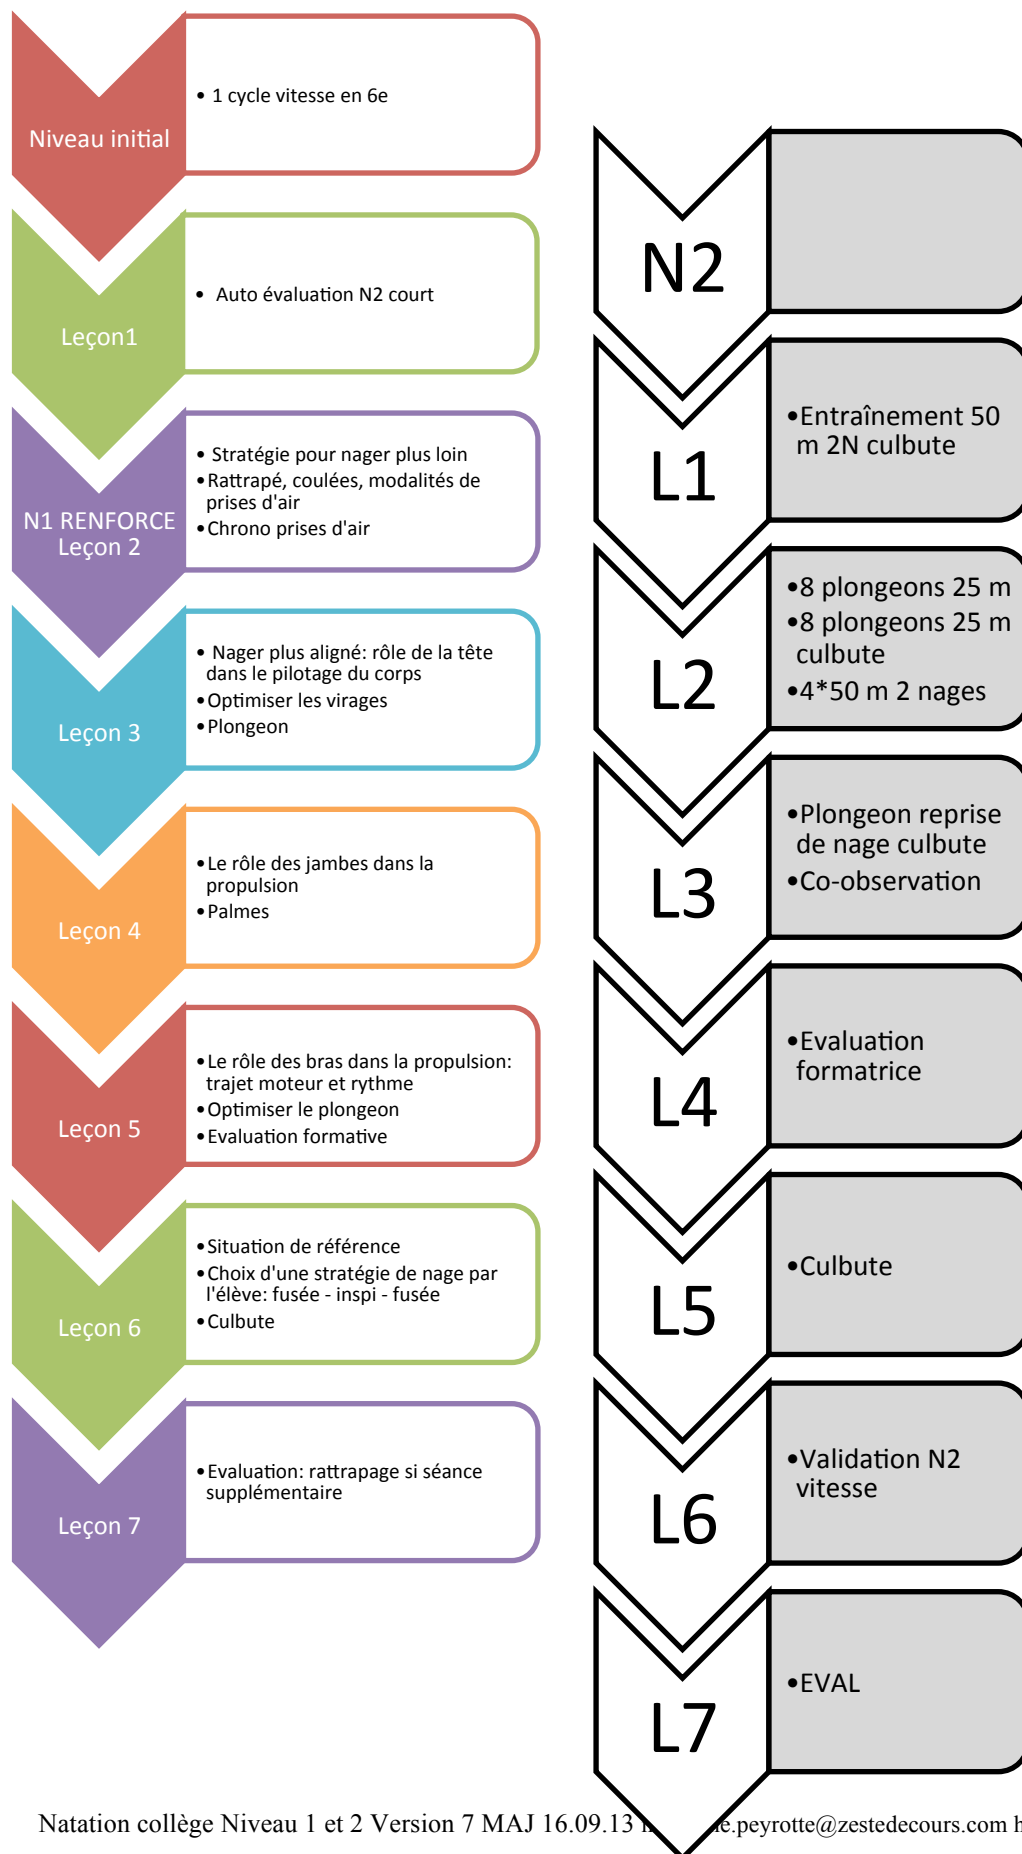 Niveau initial
• 1 cycle vitesse en 6e
Leçon1
• Auto évaluation N2 court
N1 RENFORCE
Leçon 2
• Stratégie pour nager plus loin
•Rattrapé, coulées, modalités de
prises d'air
•Chrono prises d'air
Leçon 3
• Nager plus aligné: rôle de la tête
dans le pilotage du corps
•Optimiser les virages
•Plongeon
Leçon 4
•Le rôle des jambes dans la
propulsion
•Palmes
Leçon 5
•Le rôle des bras dans la propulsion:
trajet moteur et rythme
•Optimiser le plongeon
•Evaluation formative
Leçon 6
•Situation de référence
•Choix d'une stratégie de nage par
l'élève: fusée - inspi - fusée
•Culbute
Leçon 7
•Evaluation: rattrapage si séance
supplémentaire
N2
L1
•Entraînement 50
m 2N culbute
L2
•8 plongeons 25 m
•8 plongeons 25 m
culbute
•4*50 m 2 nages
L3
•Plongeon reprise
de nage culbute
•Co-observation
L4
•Evaluation
formatrice
L5
•Culbute
L6
•Validation N2
vitesse
L7
•EVAL
Natation collège Niveau 1 et 2 Version 7 MAJ 16.09.13 e.peyrotte@zestedecours.com h